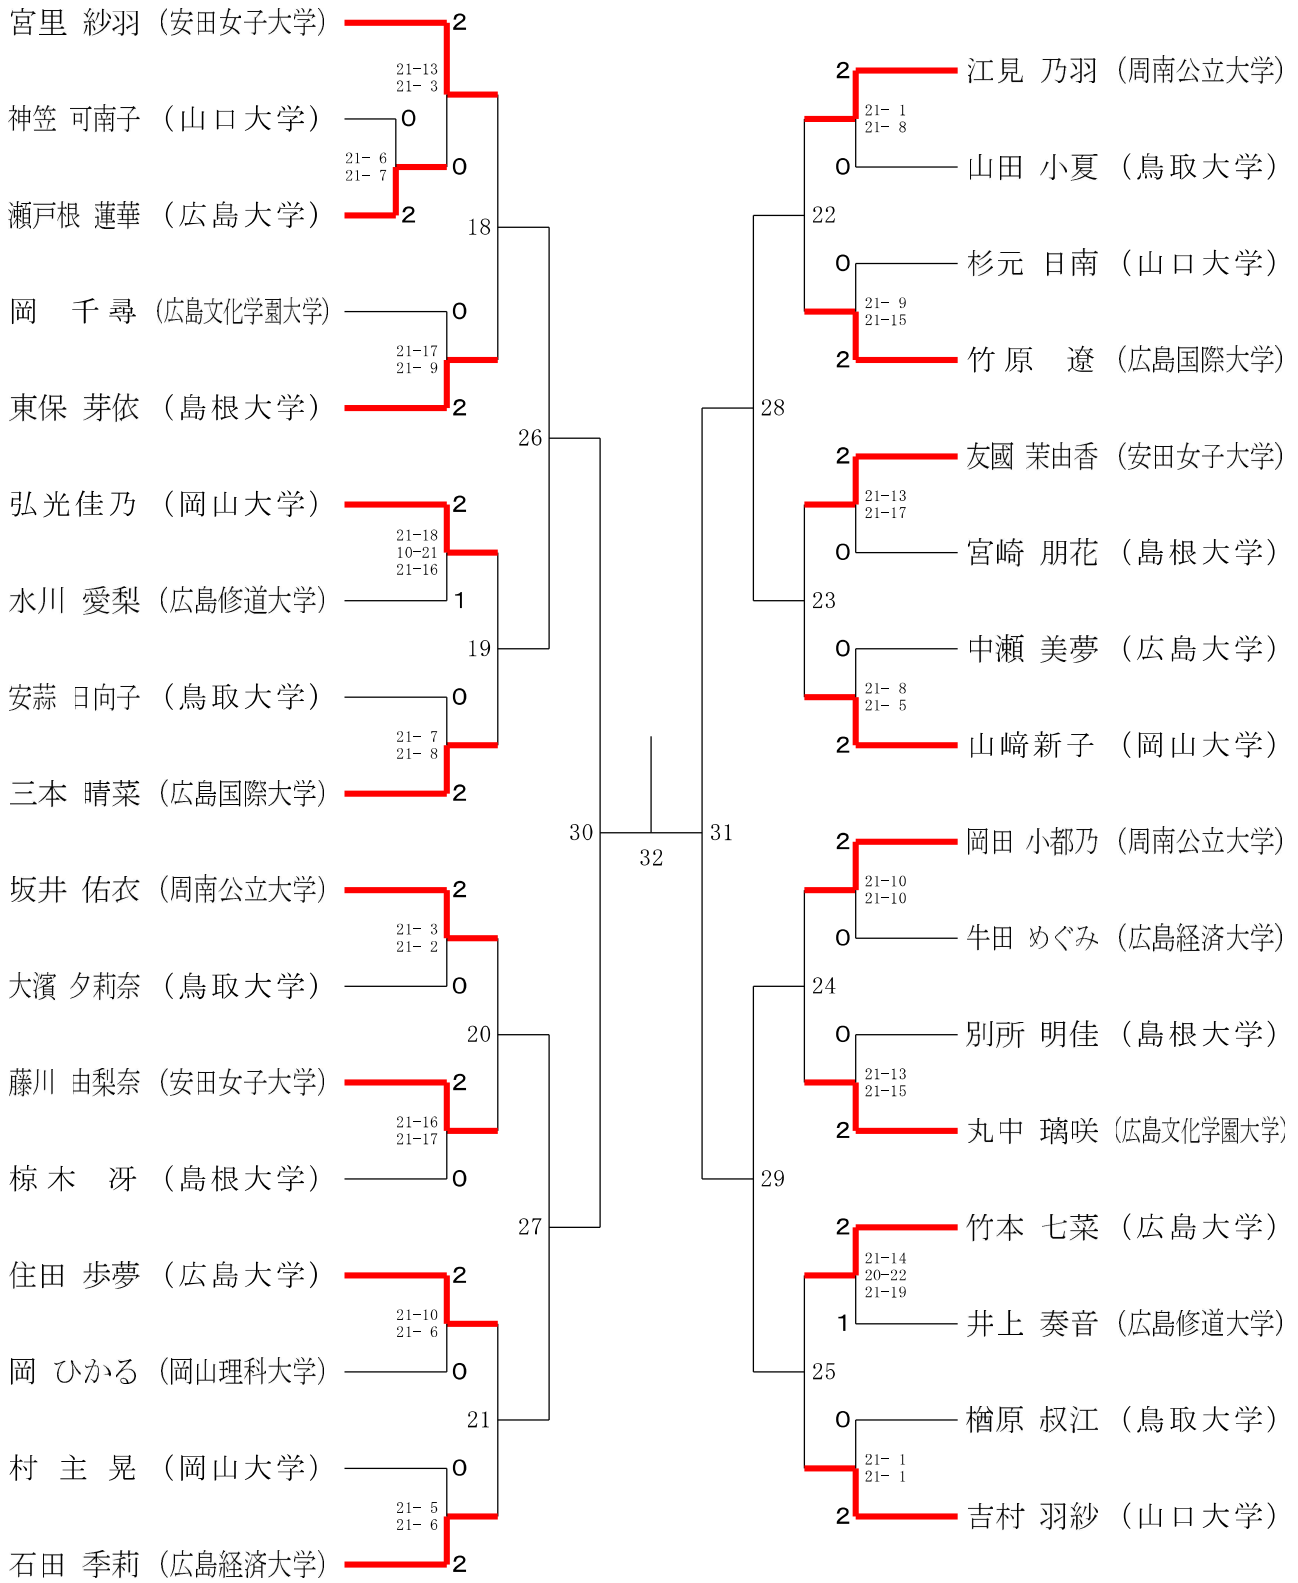 宮里 紗羽 (安田女子大学) 2
21-13
21- 3
神笠 可南子 (山口大学) 0
21- 6
21- 7
0
瀬戸根 蓮華 (広島大学) 2
18
岡 千尋 (広島文化学園大学) 0
21-17
21- 9
東保 芽依 (島根大学) 2
26
弘光佳乃 (岡山大学) 2
21-18
10-21
21-16
水川 愛梨 (広島修道大学) 1
19
安蒜 日向子 (鳥取大学) 0
21- 7
21- 8
三本 晴菜 (広島国際大学) 2
30
坂井 佑衣 (周南公立大学) 2
21- 3
21- 2
大濱 夕莉奈 (鳥取大学) 0
20
藤川 由梨奈 (安田女子大学) 2
21-16
21-17
椋木 冴 (島根大学) 0
27
住田 歩夢 (広島大学) 2
21-10
21- 6
岡 ひかる (岡山理科大学) 0
21
村主晃 (岡山大学) 0
21- 5
21- 6
石田 季莉 (広島経済大学) 2
32
2 江見 乃羽 (周南公立大学)
21- 1
21- 8
0 山田 小夏 (鳥取大学)
22
0 杉元 日南 (山口大学)
21- 9
21-15
2 竹原 遼 (広島国際大学)
28
2 友國 茉由香 (安田女子大学)
21-13
21-17
0 宮崎 朋花 (島根大学)
23
0 中瀬 美夢 (広島大学)
21- 8
21- 5
2 山﨑新子 (岡山大学)
31
2 岡田 小都乃 (周南公立大学)
21-10
21-10
0 牛田 めぐみ (広島経済大学)
24
0 別所 明佳 (島根大学)
21-13
21-15
2 丸中 璃咲 (広島文化学園大学)
29
2 竹本 七菜 (広島大学)
21-14
20-22
21-19
1 井上 奏音 (広島修道大学)
25
0 楢原 叔江 (鳥取大学)
21- 1
21- 1
2 吉村 羽紗 (山口大学)